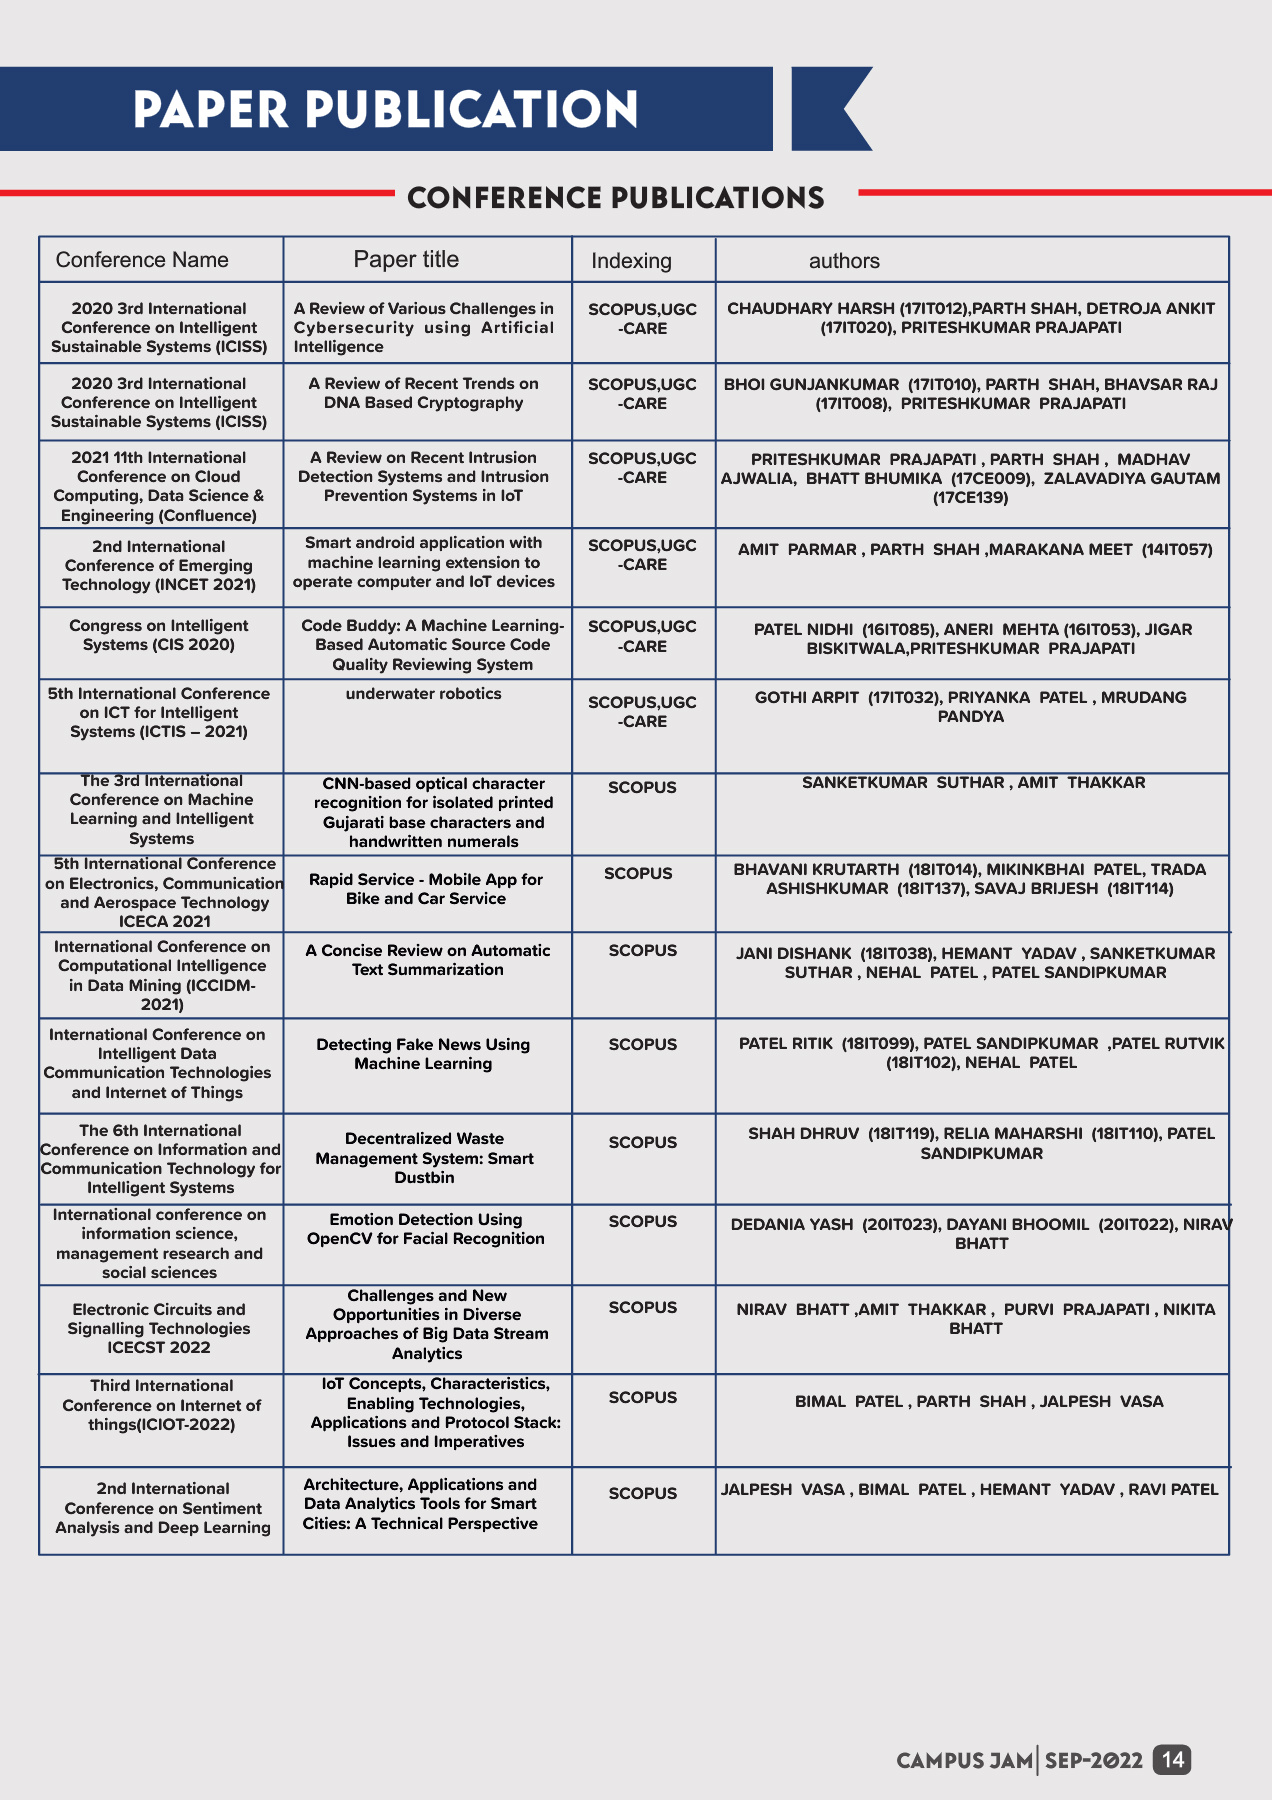 PAPER PUBLICATION
CONFERENCE PUBLICATIONS
Conference Name
Paper title
Indexing
authors
2020 3rd International
Conference on Intelligent
Sustainable Systems (ICISS)
A Review of Various Challenges in
Cybersecurity using Artificial
Intelligence
SCOPUS,UGC
-CARE
CHAUDHARY HARSH (17IT012),PARTH SHAH, DETROJA ANKIT
(17IT020), PRITESHKUMAR PRAJAPATI
2020 3rd International
Conference on Intelligent
Sustainable Systems (ICISS)
A Review of Recent Trends on
DNA Based Cryptography
SCOPUS,UGC
-CARE
BHOI GUNJANKUMAR (17IT010), PARTH SHAH, BHAVSAR RAJ
(17IT008), PRITESHKUMAR PRAJAPATI
2021 11th International
Conference on Cloud
Computing, Data Science &
Engineering (Confluence)
A Review on Recent Intrusion
Detection Systems and Intrusion
Prevention Systems in IoT
SCOPUS,UGC
-CARE
PRITESHKUMAR PRAJAPATI , PARTH SHAH , MADHAV
AJWALIA, BHATT BHUMIKA (17CE009), ZALAVADIYA GAUTAM
(17CE139)
2nd International
Conference of Emerging
Technology (INCET 2021)
Smart android application with
machine learning extension to
operate computer and IoT devices
SCOPUS,UGC
-CARE
AMIT PARMAR , PARTH SHAH ,MARAKANA MEET (14IT057)
Congress on Intelligent
Systems (CIS 2020)
Code Buddy: A Machine Learning-
Based Automatic Source Code
Quality Reviewing System
SCOPUS,UGC
-CARE
PATEL NIDHI (16IT085), ANERI MEHTA (16IT053), JIGAR
BISKITWALA,PRITESHKUMAR PRAJAPATI
5th International Conference
on ICT for Intelligent
Systems (ICTIS – 2021)
underwater robotics
SCOPUS,UGC
-CARE
GOTHI ARPIT (17IT032), PRIYANKA PATEL , MRUDANG
PANDYA
The 3rd International
Conference on Machine
Learning and Intelligent
Systems
CNN-based optical character
recognition for isolated printed
Gujarati base characters and
handwritten numerals
SCOPUS
SANKETKUMAR SUTHAR , AMIT THAKKAR
5th International Conference
on Electronics, Communication
and Aerospace Technology
ICECA 2021
Rapid Service - Mobile App for
Bike and Car Service
SCOPUS
BHAVANI KRUTARTH (18IT014), MIKINKBHAI PATEL, TRADA
ASHISHKUMAR (18IT137), SAVAJ BRIJESH (18IT114)
International Conference on
Computational Intelligence
in Data Mining (ICCIDM-
2021)
A Concise Review on Automatic
Text Summarization
SCOPUS
JANI DISHANK (18IT038), HEMANT YADAV , SANKETKUMAR
SUTHAR , NEHAL PATEL , PATEL SANDIPKUMAR
International Conference on
Intelligent Data
Communication Technologies
and Internet of Things
Detecting Fake News Using
Machine Learning
SCOPUS
PATEL RITIK (18IT099), PATEL SANDIPKUMAR ,PATEL RUTVIK
(18IT102), NEHAL PATEL
The 6th International
Conference on Information and
Communication Technology for
Intelligent Systems
Decentralized Waste
Management System: Smart
Dustbin
SCOPUS
SHAH DHRUV (18IT119), RELIA MAHARSHI (18IT110), PATEL
SANDIPKUMAR
International conference on
information science,
management research and
social sciences
Emotion Detection Using
OpenCV for Facial Recognition
SCOPUS
DEDANIA YASH (20IT023), DAYANI BHOOMIL (20IT022), NIRAV
BHATT
Electronic Circuits and
Signalling Technologies
ICECST 2022
Challenges and New
Opportunities in Diverse
Approaches of Big Data Stream
Analytics
SCOPUS
NIRAV BHATT ,AMIT THAKKAR , PURVI PRAJAPATI , NIKITA
BHATT
Third International
Conference on Internet of
things(ICIOT-2022)
IoT Concepts, Characteristics,
Enabling Technologies,
Applications and Protocol Stack:
Issues and Imperatives
SCOPUS
BIMAL PATEL , PARTH SHAH , JALPESH VASA
2nd International
Conference on Sentiment
Analysis and Deep Learning
Architecture, Applications and
Data Analytics Tools for Smart
Cities: A Technical Perspective
SCOPUS
JALPESH VASA , BIMAL PATEL , HEMANT YADAV , RAVI PATEL
CAMPUS JAM SEP-2022 14